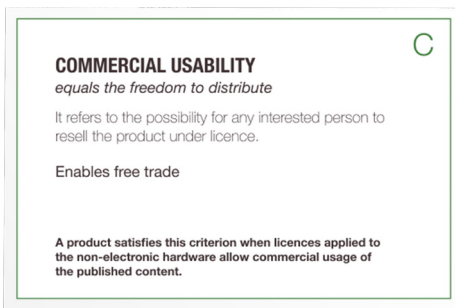 C
COMMERCIAL USABILITY
equals the freedom to distribute
It refers to the possibility for any interested person to
resell the product under licence.
Enables free trade
A product satisfies this criterion when licences applied to
the non-electronic hardware allow commercial usage of
the published content.